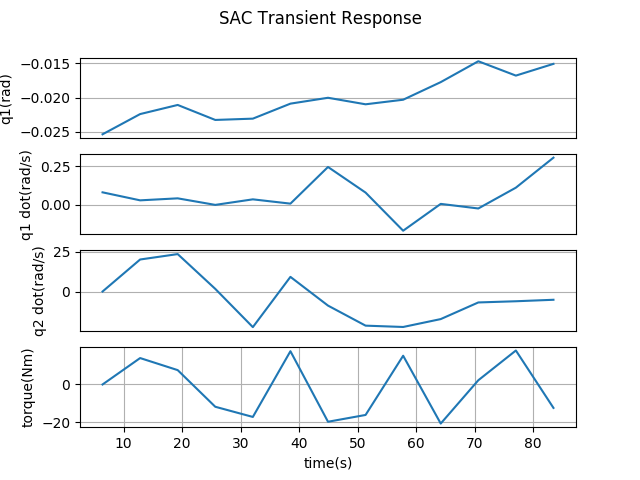 SAC Transient Response
q1(rad)
−0.015
−0.020
−0.025
q1 dot(rad/s)
0.25
0.00
q2 dot(rad/s)
25
0
torque(Nm)
0
−20
10 20 30 40 50 60 70 80
time(s)